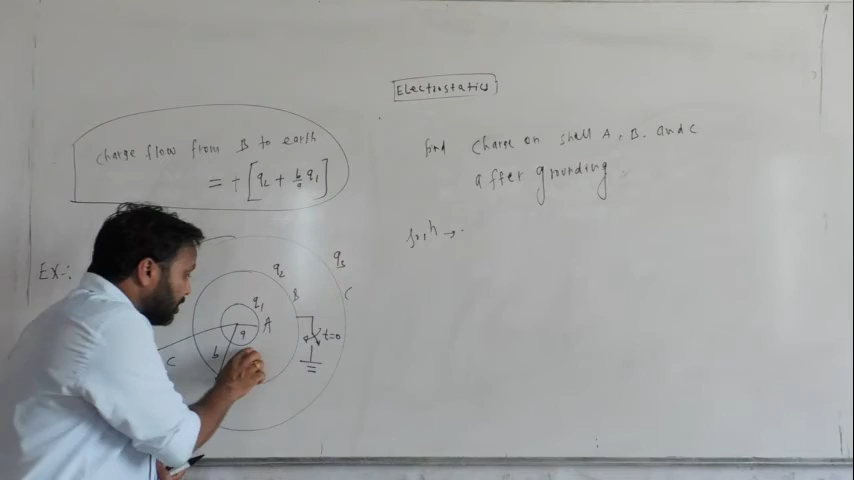 Electrostatics
charge flow from B to earth
= + [q₂ + b/a q₁]
find charge on shell A, B. and C
after grounding
Soln →
Ex-:
q₃
q₂
C
B
q₁
A
a
t=0
b
C